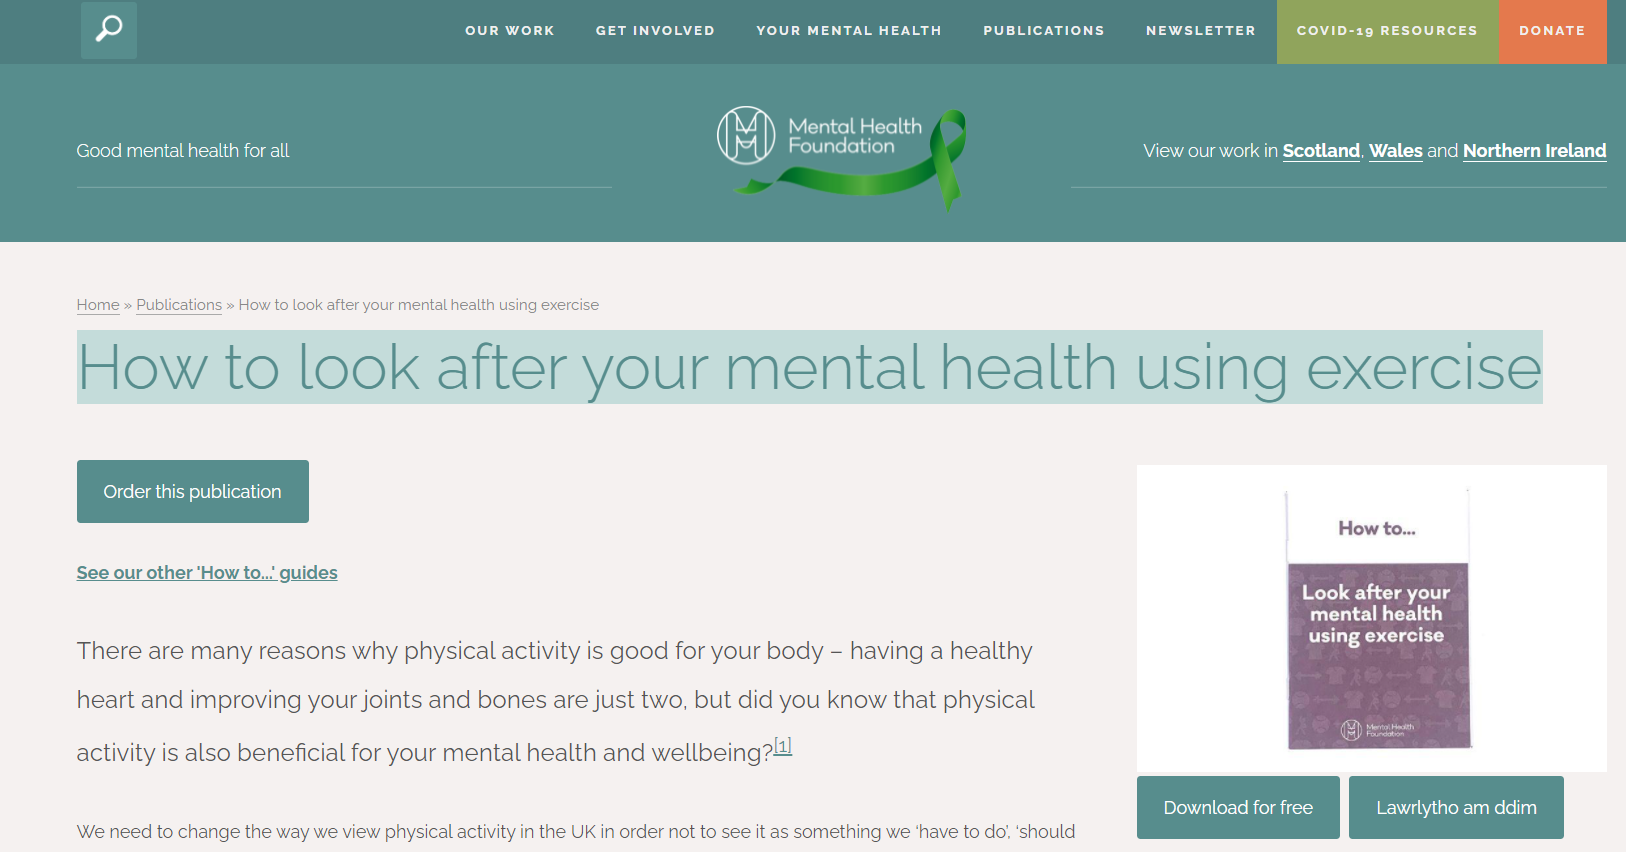 OUR WORK GET INVOLVED YOUR MENTAL HEALTH PUBLICATIONS NEWSLETTER COVID-19 RESOURCES DONATE
Good mental health for all
Mental Health
Foundation
View our work in Scotland, Wales and Northern Ireland
Home » Publications » How to look after your mental health using exercise
How to look after your mental health using exercise
Order this publication
See our other 'How to...' guides
There are many reasons why physical activity is good for your body – having a healthy
heart and improving your joints and bones are just two, but did you know that physical
activity is also beneficial for your mental health and wellbeing?[1]
We need to change the way we view physical activity in the UK in order not to see it as something we ‘have to do’, ‘should
How to...
Look after your
mental health
using exercise
Mental Health
Foundation
Download for free
Lawrlytho am ddim